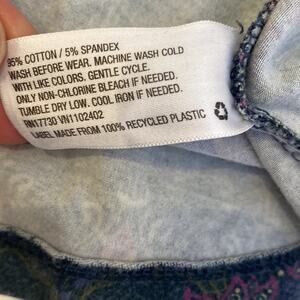 95% COTTON / 5% SPANDEX
WASH BEFORE WEAR. MACHINE WASH COLD
WITH LIKE COLORS. GENTLE CYCLE.
ONLY NON-CHLORINE BLEACH IF NEEDED.
TUMBLE DRY LOW. COOL IRON IF NEEDED.
RN17730 VN1102402
LABEL MADE FROM 100% RECYCLED PLASTIC